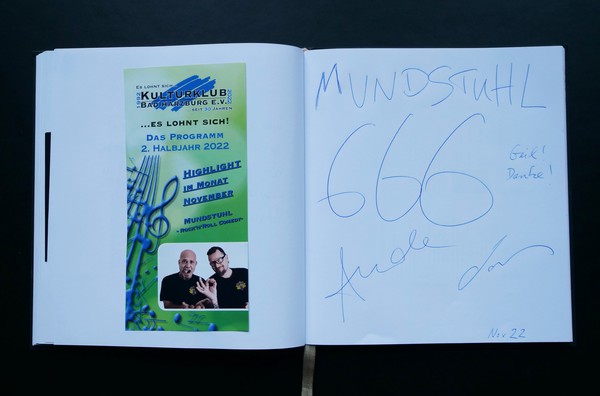 ES LOHNT SICH
KULTURKLUB
BAD HARZBURG E.V.
...SEIT 30 JAHREN
1992
2022
...ES LOHNT SICH!
DAS PROGRAMM
2. HALBJAHR 2022
HIGHLIGHT
IM MONAT
NOVEMBER
MUNDSTUHL
-ROCK'N'ROLL COMEDY-
MUNDSTUHL
666
Geil!
Danke!
Ande
Nov 22